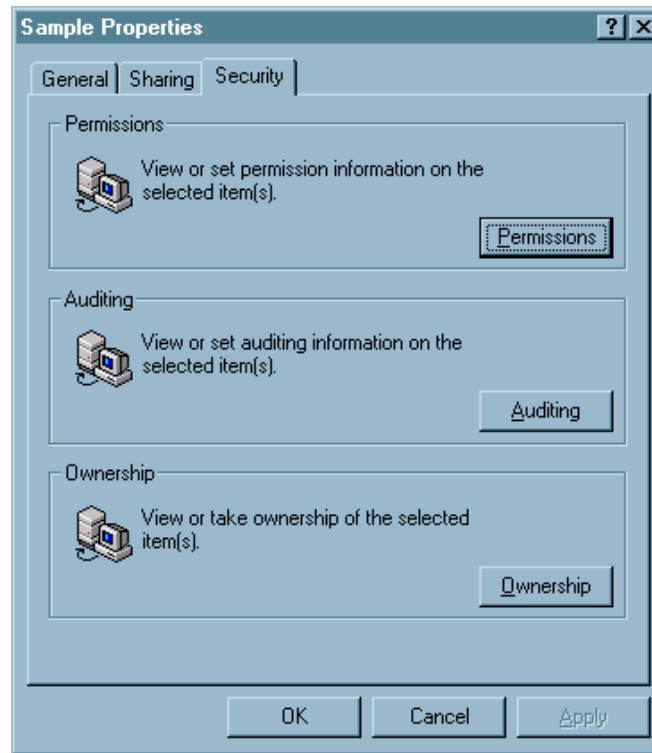 Sample Properties
General Sharing Security
Permissions
View or set permission information on the
selected item(s).
Permissions
Auditing
View or set auditing information on the
selected item(s).
Auditing
Ownership
View or take ownership of the selected
item(s).
Ownership
OK Cancel Apply